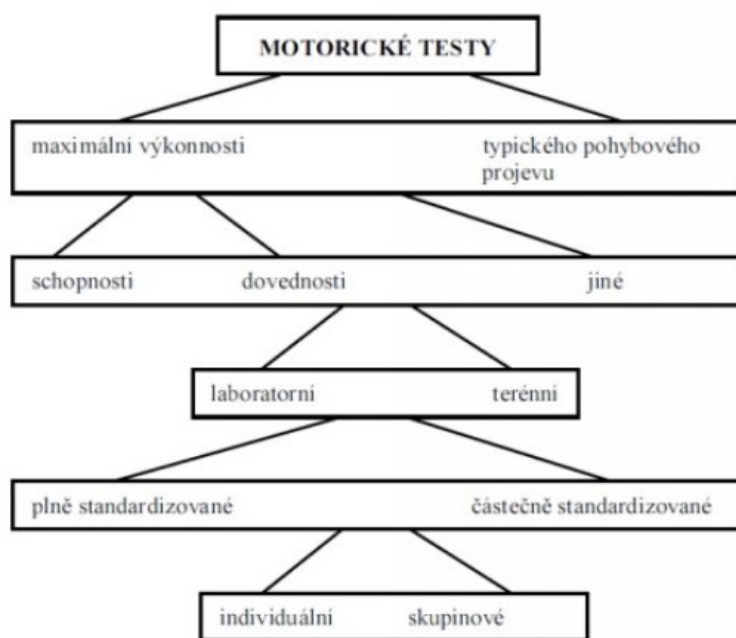 MOTORICKÉ TESTY
maximální výkonnosti typického pohybového
projevu
schopnosti dovednosti jiné
laboratorní terénní
plně standardizované částečně standardizované
individuální skupinové